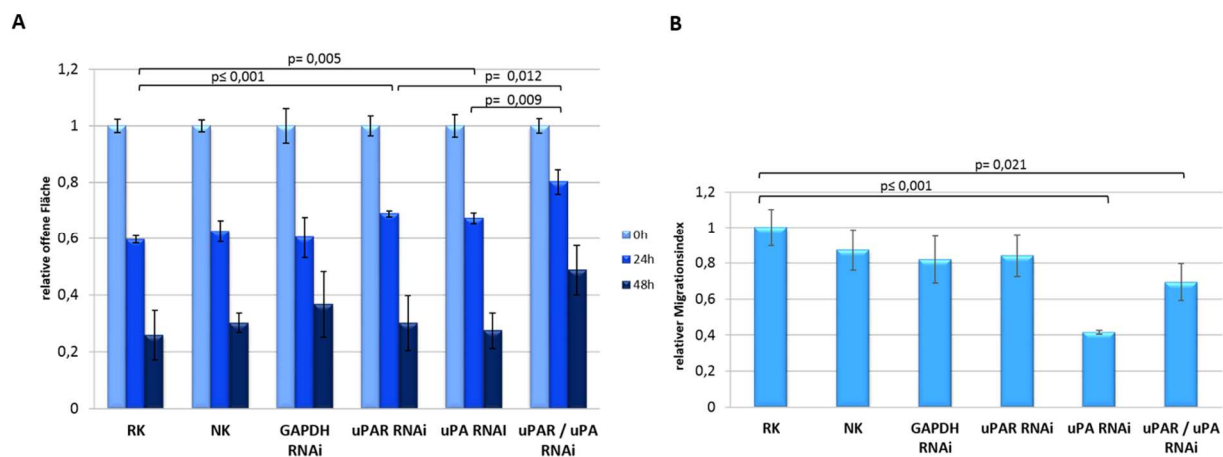 A
B
p= 0,005
p≤ 0,001
p= 0,012
p= 0,009
1,2
1
0,8
0,6
0,4
0,2
0
relative offene Fläche
RK
NK
GAPDH
RNAi
uPAR RNAi
uPA RNAI
uPAR / uPA
RNAi
0h
24h
48h
p= 0,021
p≤ 0,001
1,2
1
0,8
0,6
0,4
0,2
0
relativer Migrationsindex
RK
NK
GAPDH
RNAi
uPAR RNAi
uPA RNAi
uPAR / uPA
RNAi